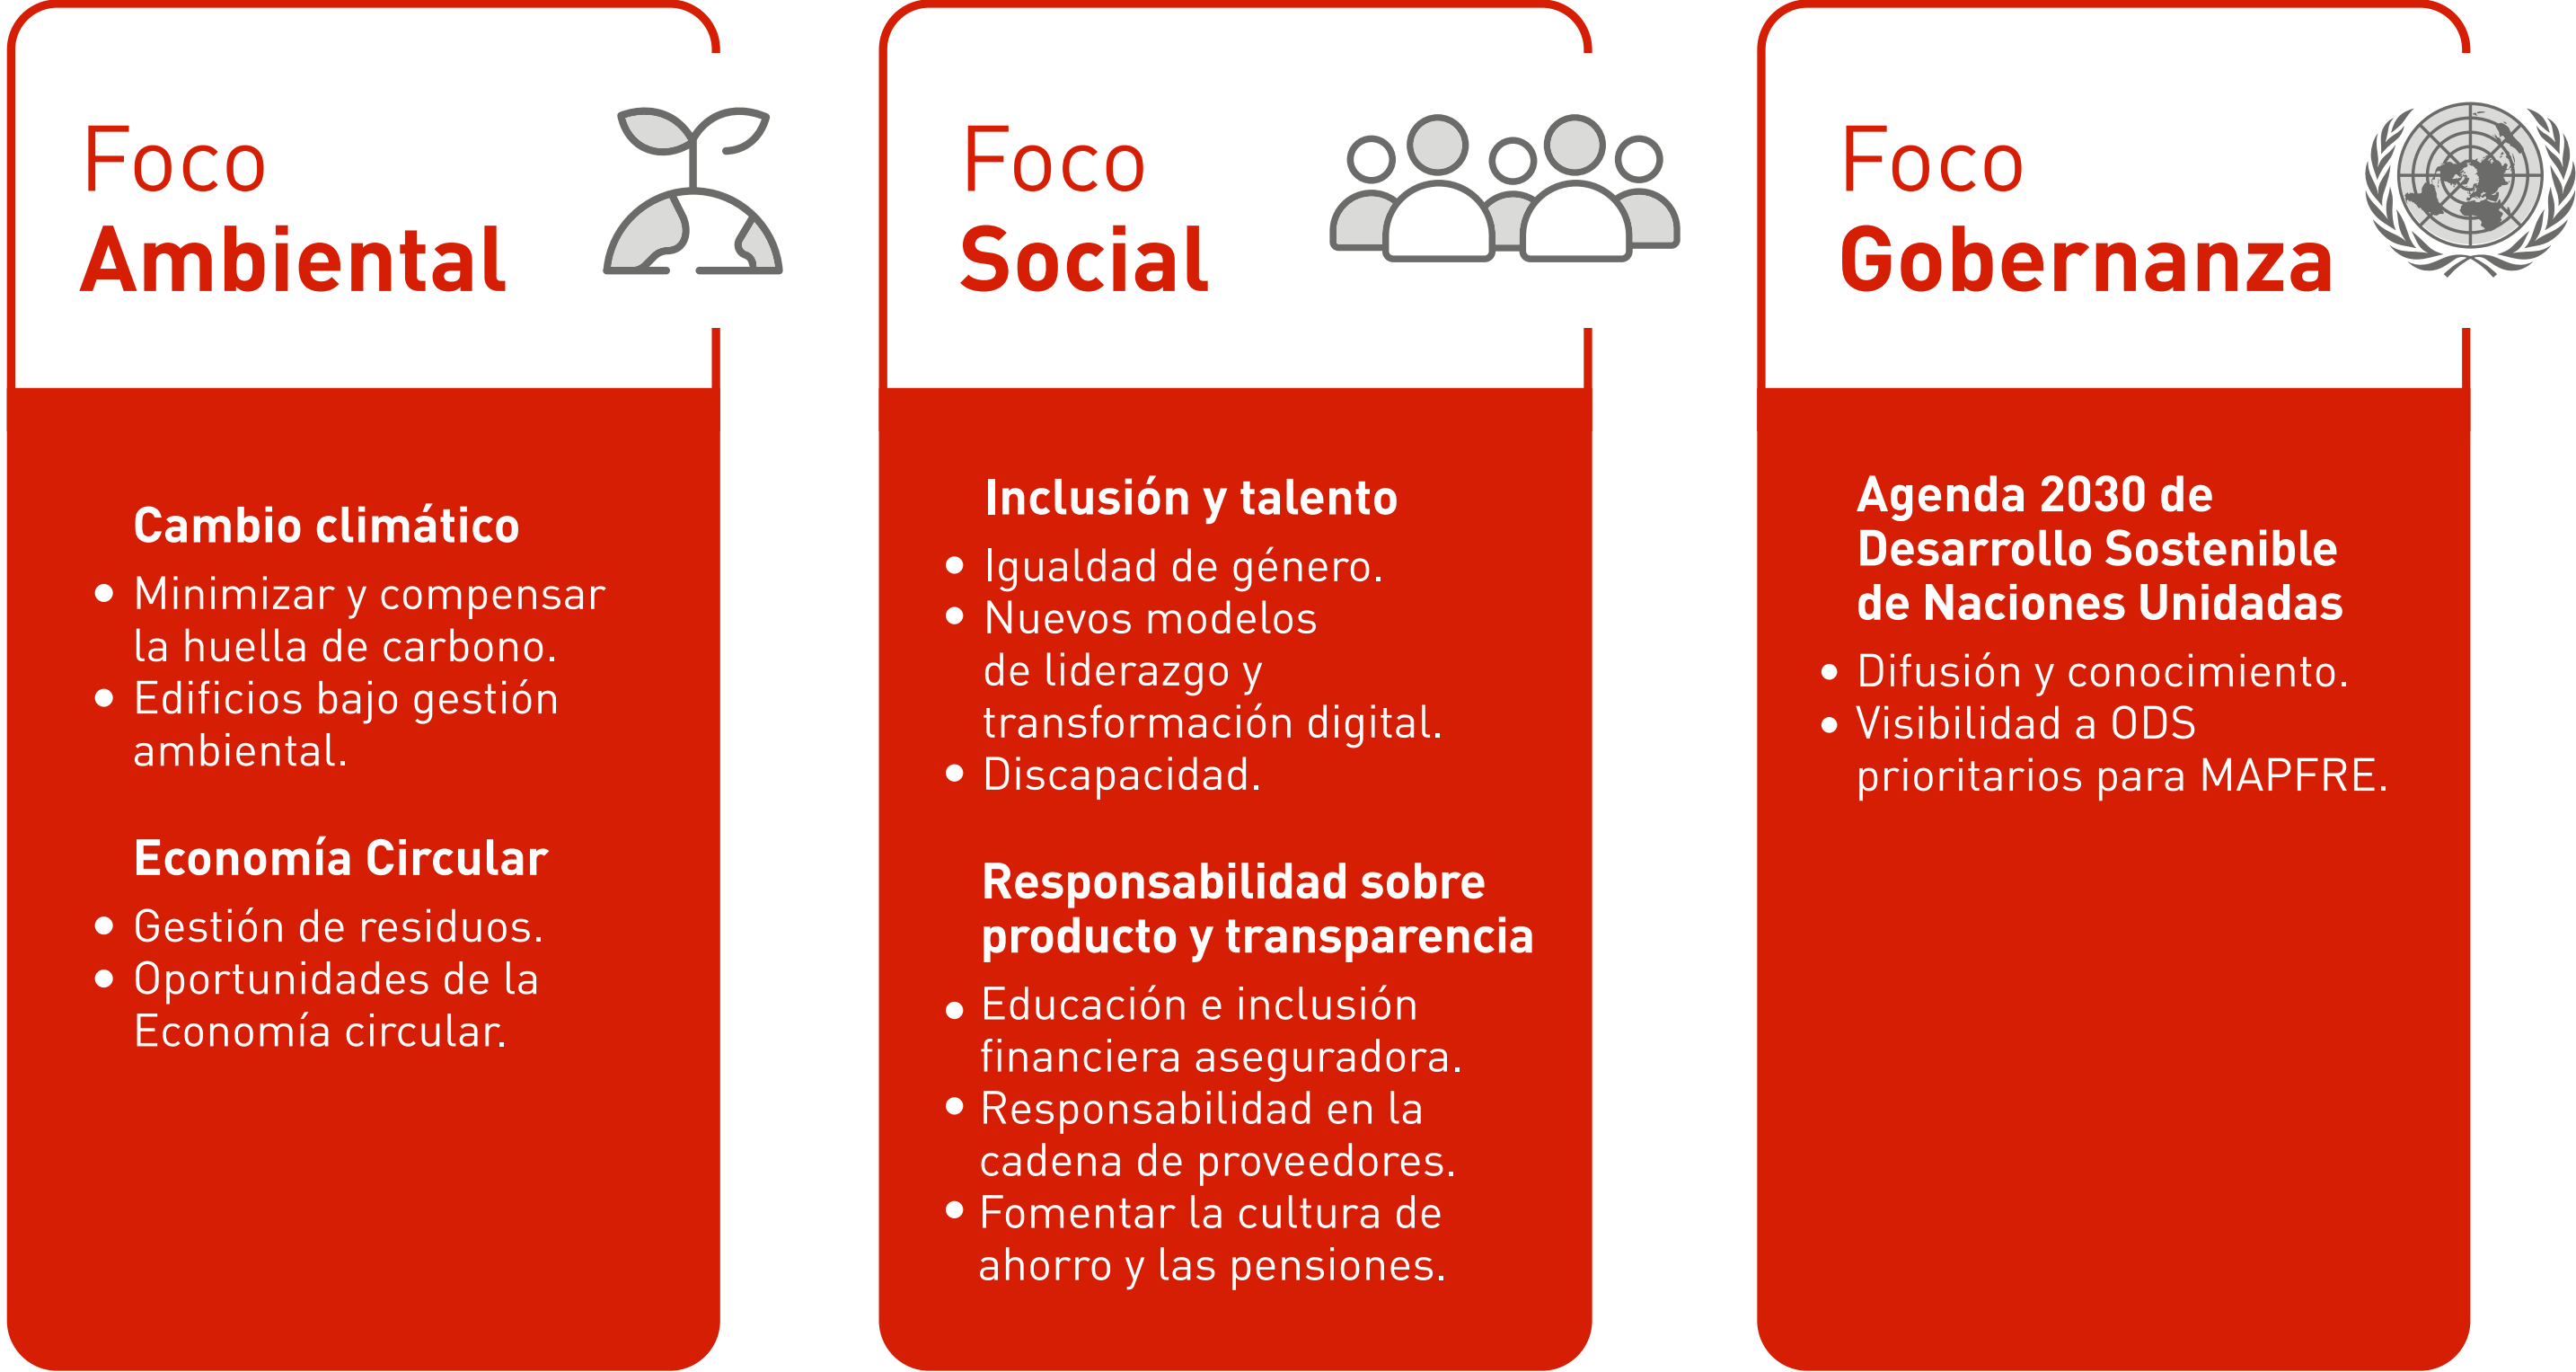 Foco
Ambiental
Cambio climático
• Minimizar y compensar
la huella de carbono.
• Edificios bajo gestión
ambiental.
Economía Circular
• Gestión de residuos.
• Oportunidades de la
Economía circular.
Foco
Social
Inclusión y talento
• Igualdad de género.
• Nuevos modelos
de liderazgo y
transformación digital.
• Discapacidad.
Responsabilidad sobre
producto y transparencia
• Educación e inclusión
financiera aseguradora.
• Responsabilidad en la
cadena de proveedores.
• Fomentar la cultura de
ahorro y las pensiones.
Foco
Gobernanza
Agenda 2030 de
Desarrollo Sostenible
de Naciones Unidadas
• Difusión y conocimiento.
• Visibilidad a ODS
prioritarios para MAPFRE.